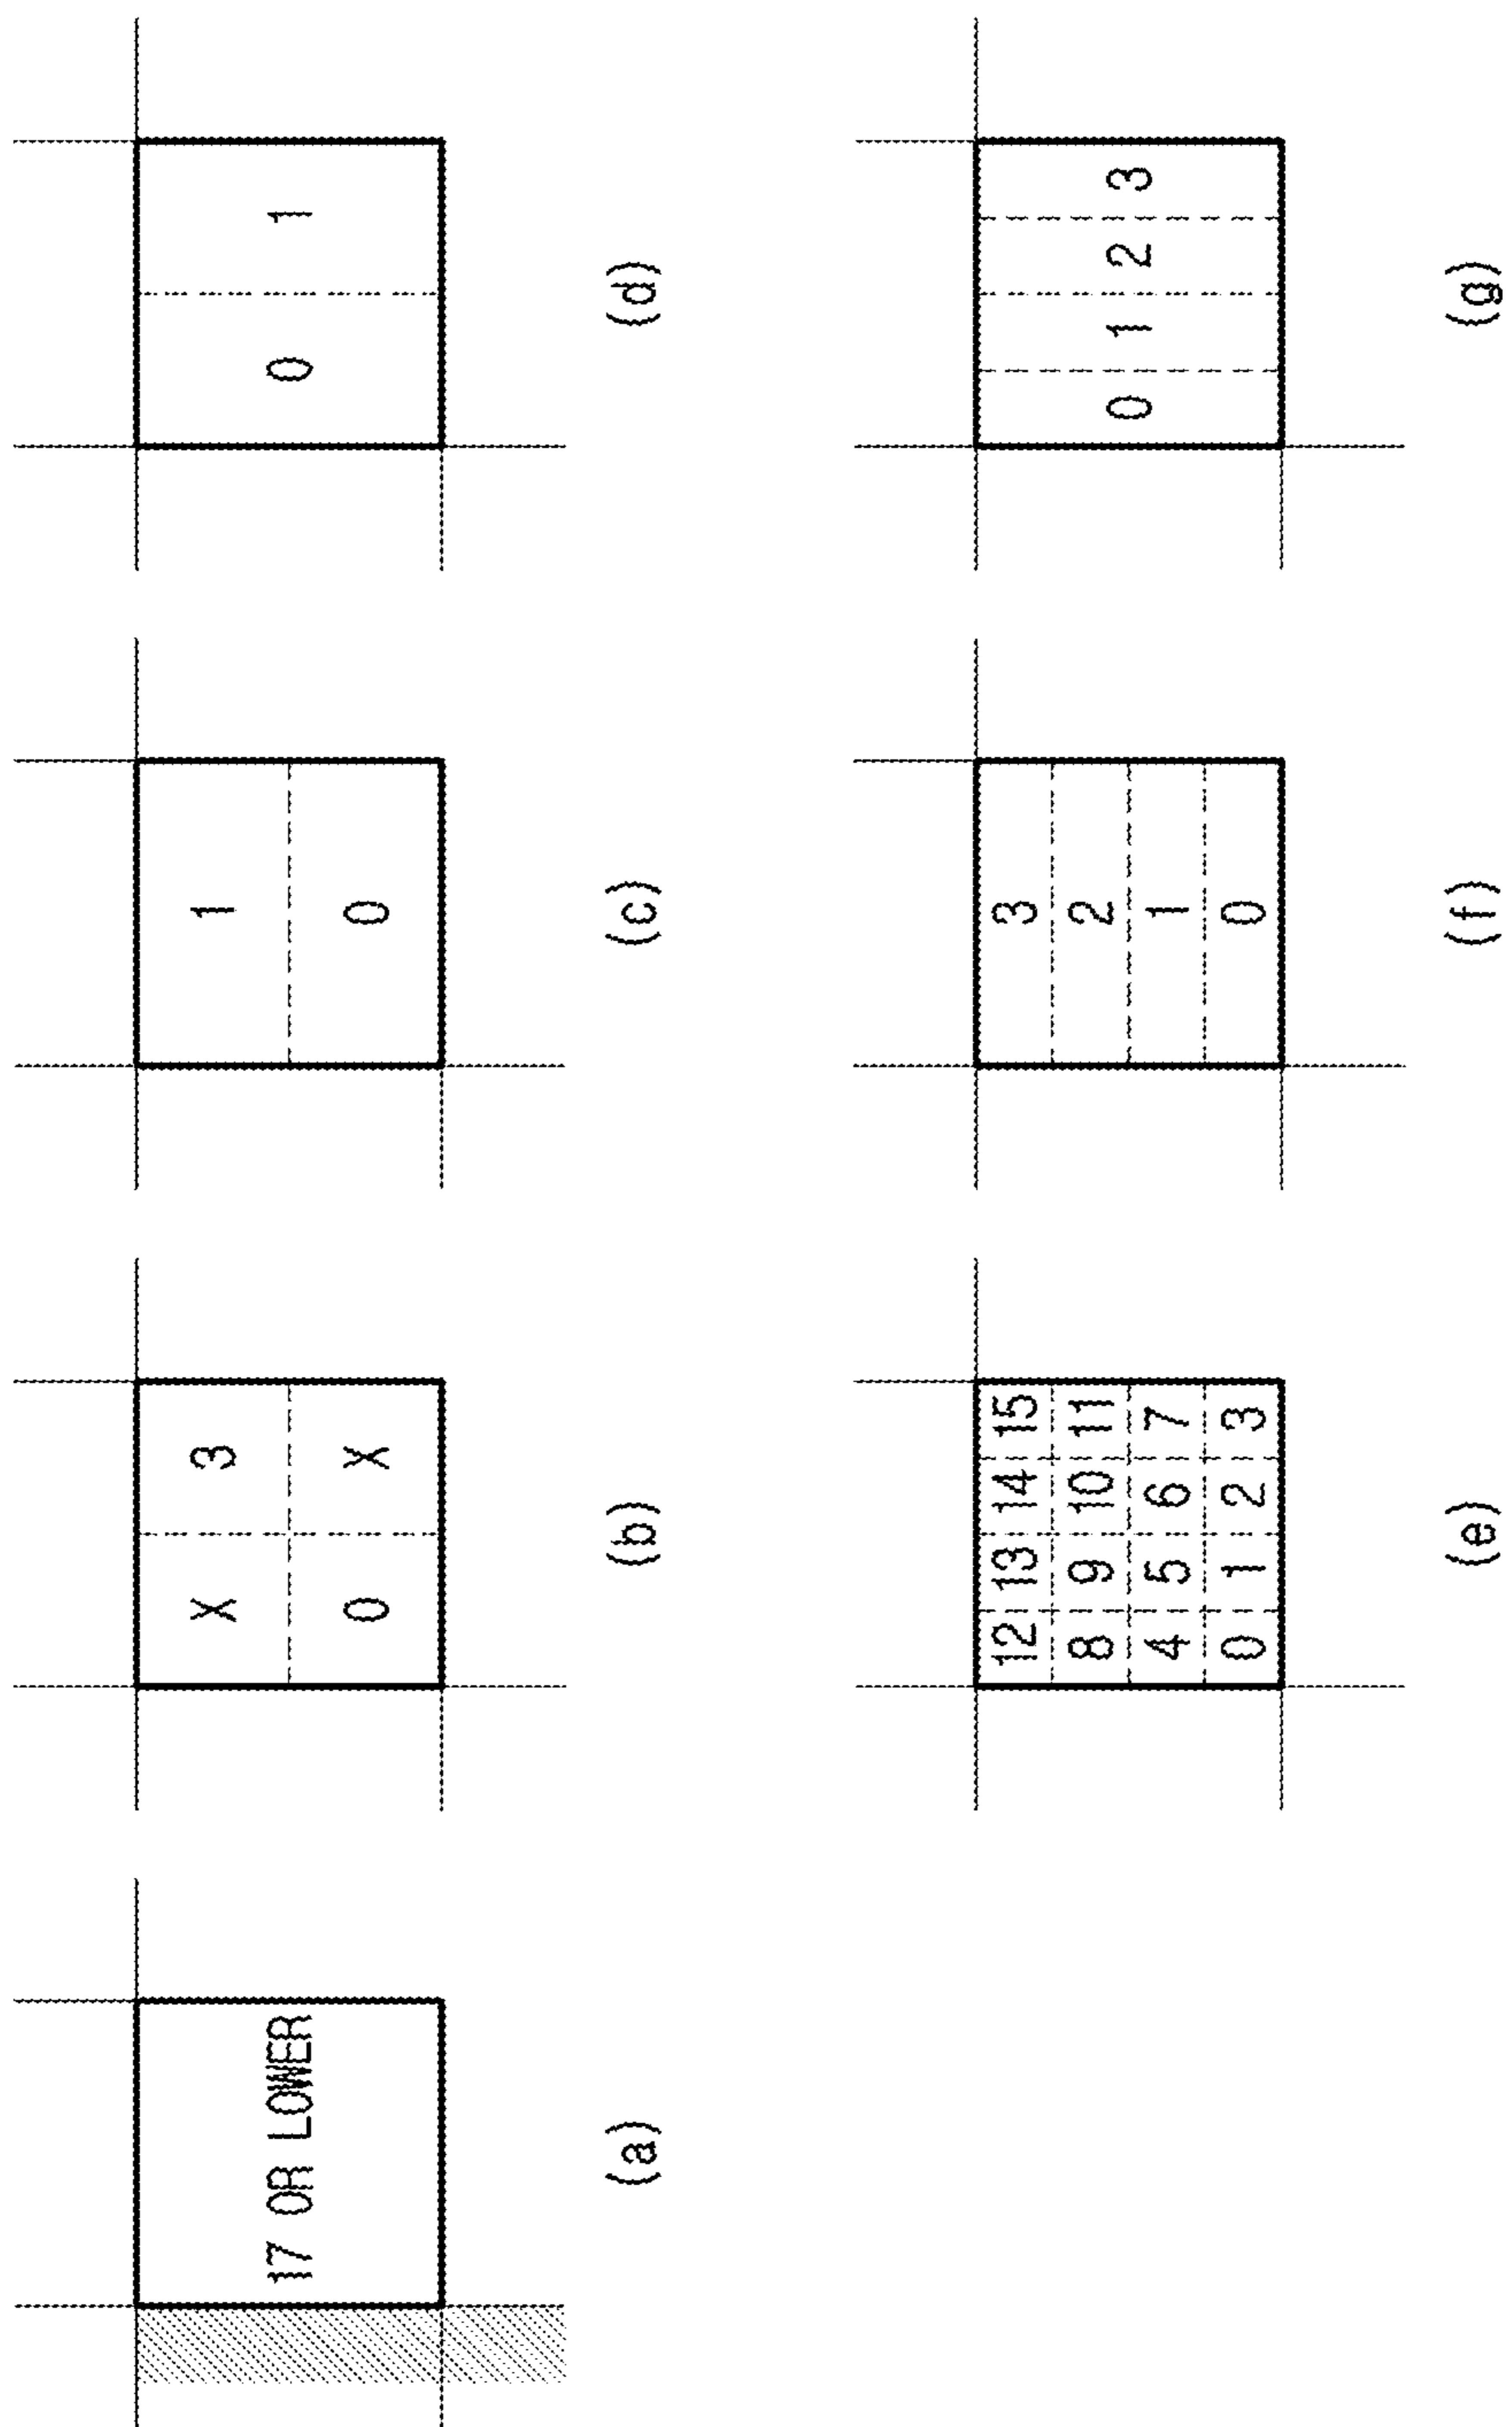 17 OR LOWER
(a)
X 3
0 X
(b)
1
0
(c)
0 1
(d)
12 13 14 15
8 9 10 11
4 5 6 7
0 1 2 3
(e)
3
2
1
0
(f)
0 1 2 3
(g)